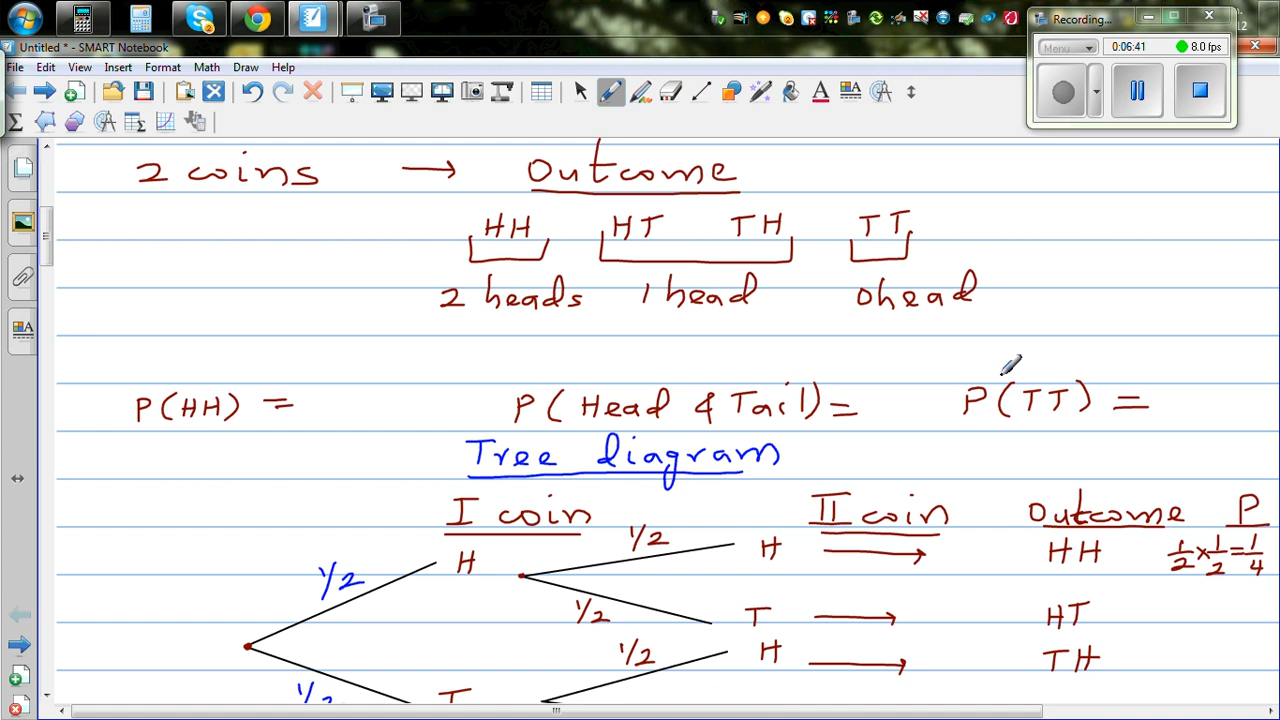 12
Untitled * - SMART Notebook
Recording...
File Edit View Insert Format Math Draw Help
Menu 0:06:41 8.0 fps
2 coins → Outcome
HH HT TH TT
2 heads 1 head 0 head
P(HH) = P(Head & Tail) = P(TT) =
Tree diagram
I coin II coin Outcome P
1/2 H 1/2 H → HH 1/2 × 1/2 = 1/4
1/2 T → HT
1/2 H → TH
1/2 T